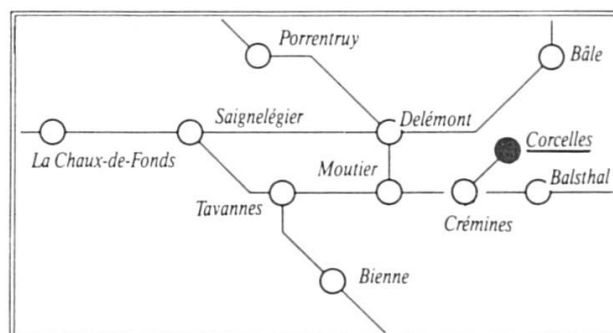 Porrentruy
Bâle
Saignelégier
Delémont
Corcelles
La Chaux-de-Fonds
Moutier
Balsthal
Tavannes
Crémines
Bienne